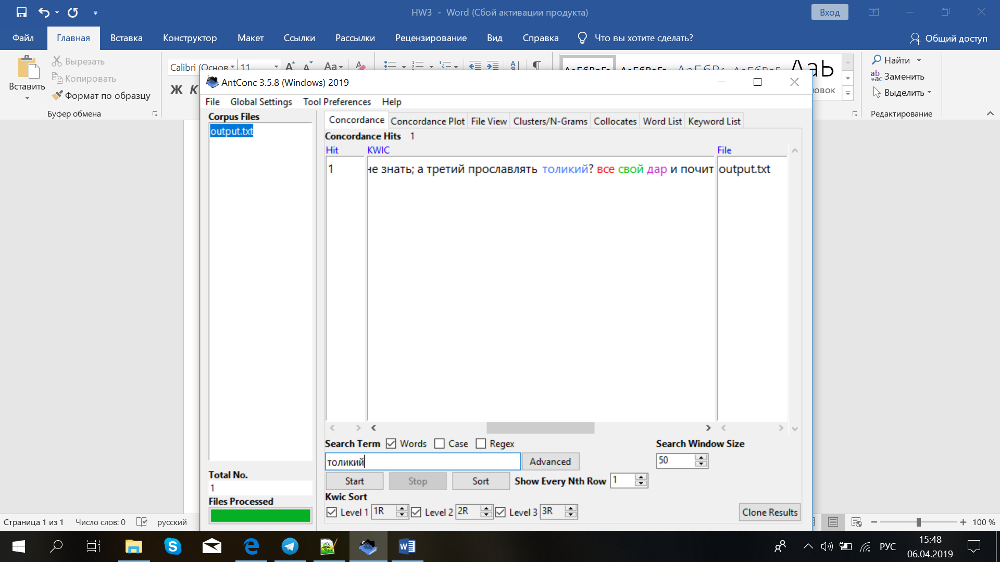 HW3 - Word (Сбой активации продукта)
Вход
Файл Главная Вставка Конструктор Макет Ссылки Рассылки Рецензирование Вид Справка Что вы хотите сделать? Общий доступ
Вставить
Вырезать
Копировать
Формат по образцу
Буфер обмена
Calibri (Основ 11
Aa
Ж К
Найти
Заменить
Выделить
Редактирование
AntConc 3.5.8 (Windows) 2019
File Global Settings Tool Preferences Help
Corpus Files
output.txt
Concordance Concordance Plot File View Clusters/N-Grams Collocates Word List Keyword List
Concordance Hits 1
Hit KWIC File
1 не знать; а третий прославлять толикий? все свой дар и почит output.txt
Search Term Words Case Regex Search Window Size
толикий Advanced 50
Start Stop Sort Show Every Nth Row 1
Kwic Sort
Level 1 1R Level 2 2R Level 3 3R Clone Results
Total No.
1
Files Processed
Страница 1 из 1 Число слов: 0 русский 100 %
РУС 15:48
06.04.2019